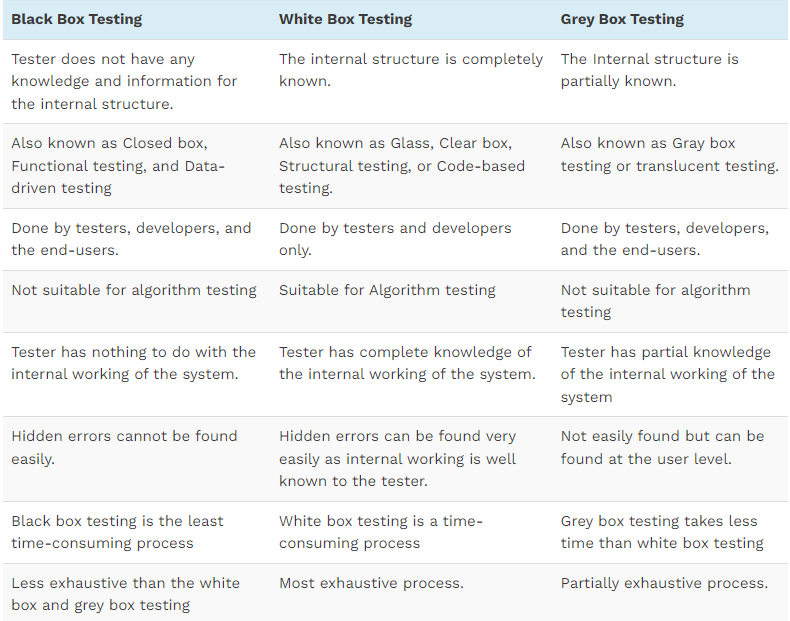 Black Box Testing
White Box Testing
Grey Box Testing
Tester does not have any
knowledge and information for
the internal structure.
The internal structure is completely
known.
The Internal structure is
partially known.
Also known as Closed box,
Functional testing, and Data-
driven testing
Also known as Glass, Clear box,
Structural testing, or Code-based
testing.
Also known as Gray box
testing or translucent testing.
Done by testers, developers, and
the end-users.
Done by testers and developers
only.
Done by testers, developers,
and the end-users.
Not suitable for algorithm testing
Suitable for Algorithm testing
Not suitable for algorithm
testing
Tester has nothing to do with the
internal working of the system.
Tester has complete knowledge of
the internal working of the system.
Tester has partial knowledge
of the internal working of the
system
Hidden errors cannot be found
easily.
Hidden errors can be found very
easily as internal working is well
known to the tester.
Not easily found but can be
found at the user level.
Black box testing is the least
time-consuming process
White box testing is a time-
consuming process
Grey box testing takes less
time than white box testing
Less exhaustive than the white
box and grey box testing
Most exhaustive process.
Partially exhaustive process.